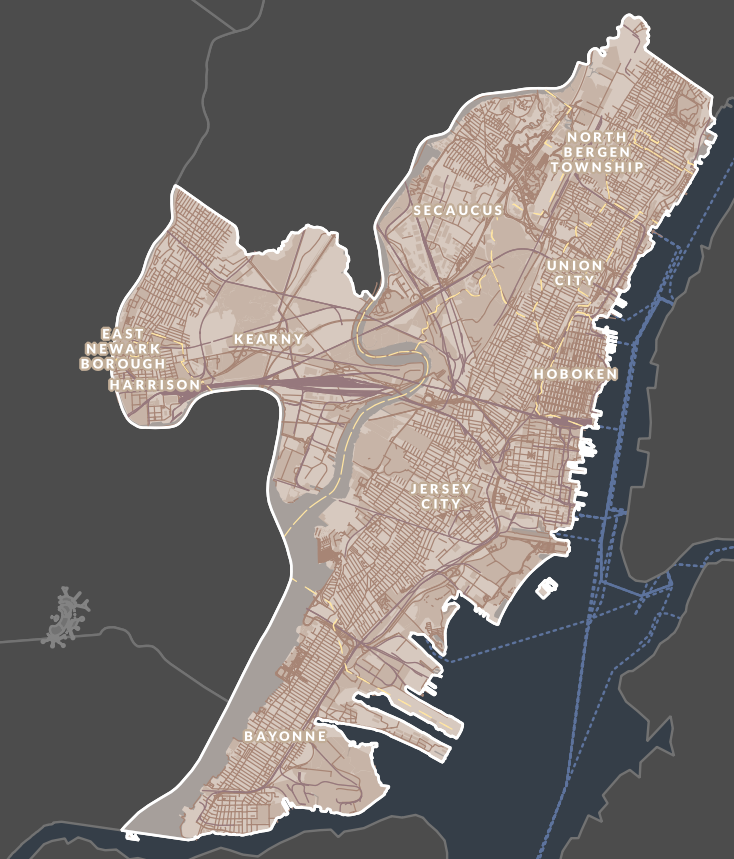 NORTH
BERGEN
TOWNSHIP
SECAUCUS
UNION
CITY
EAST
NEWARK
BOROUGH
KEARNY
HARRISON
HOBOKEN
JERSEY
CITY
BAYONNE